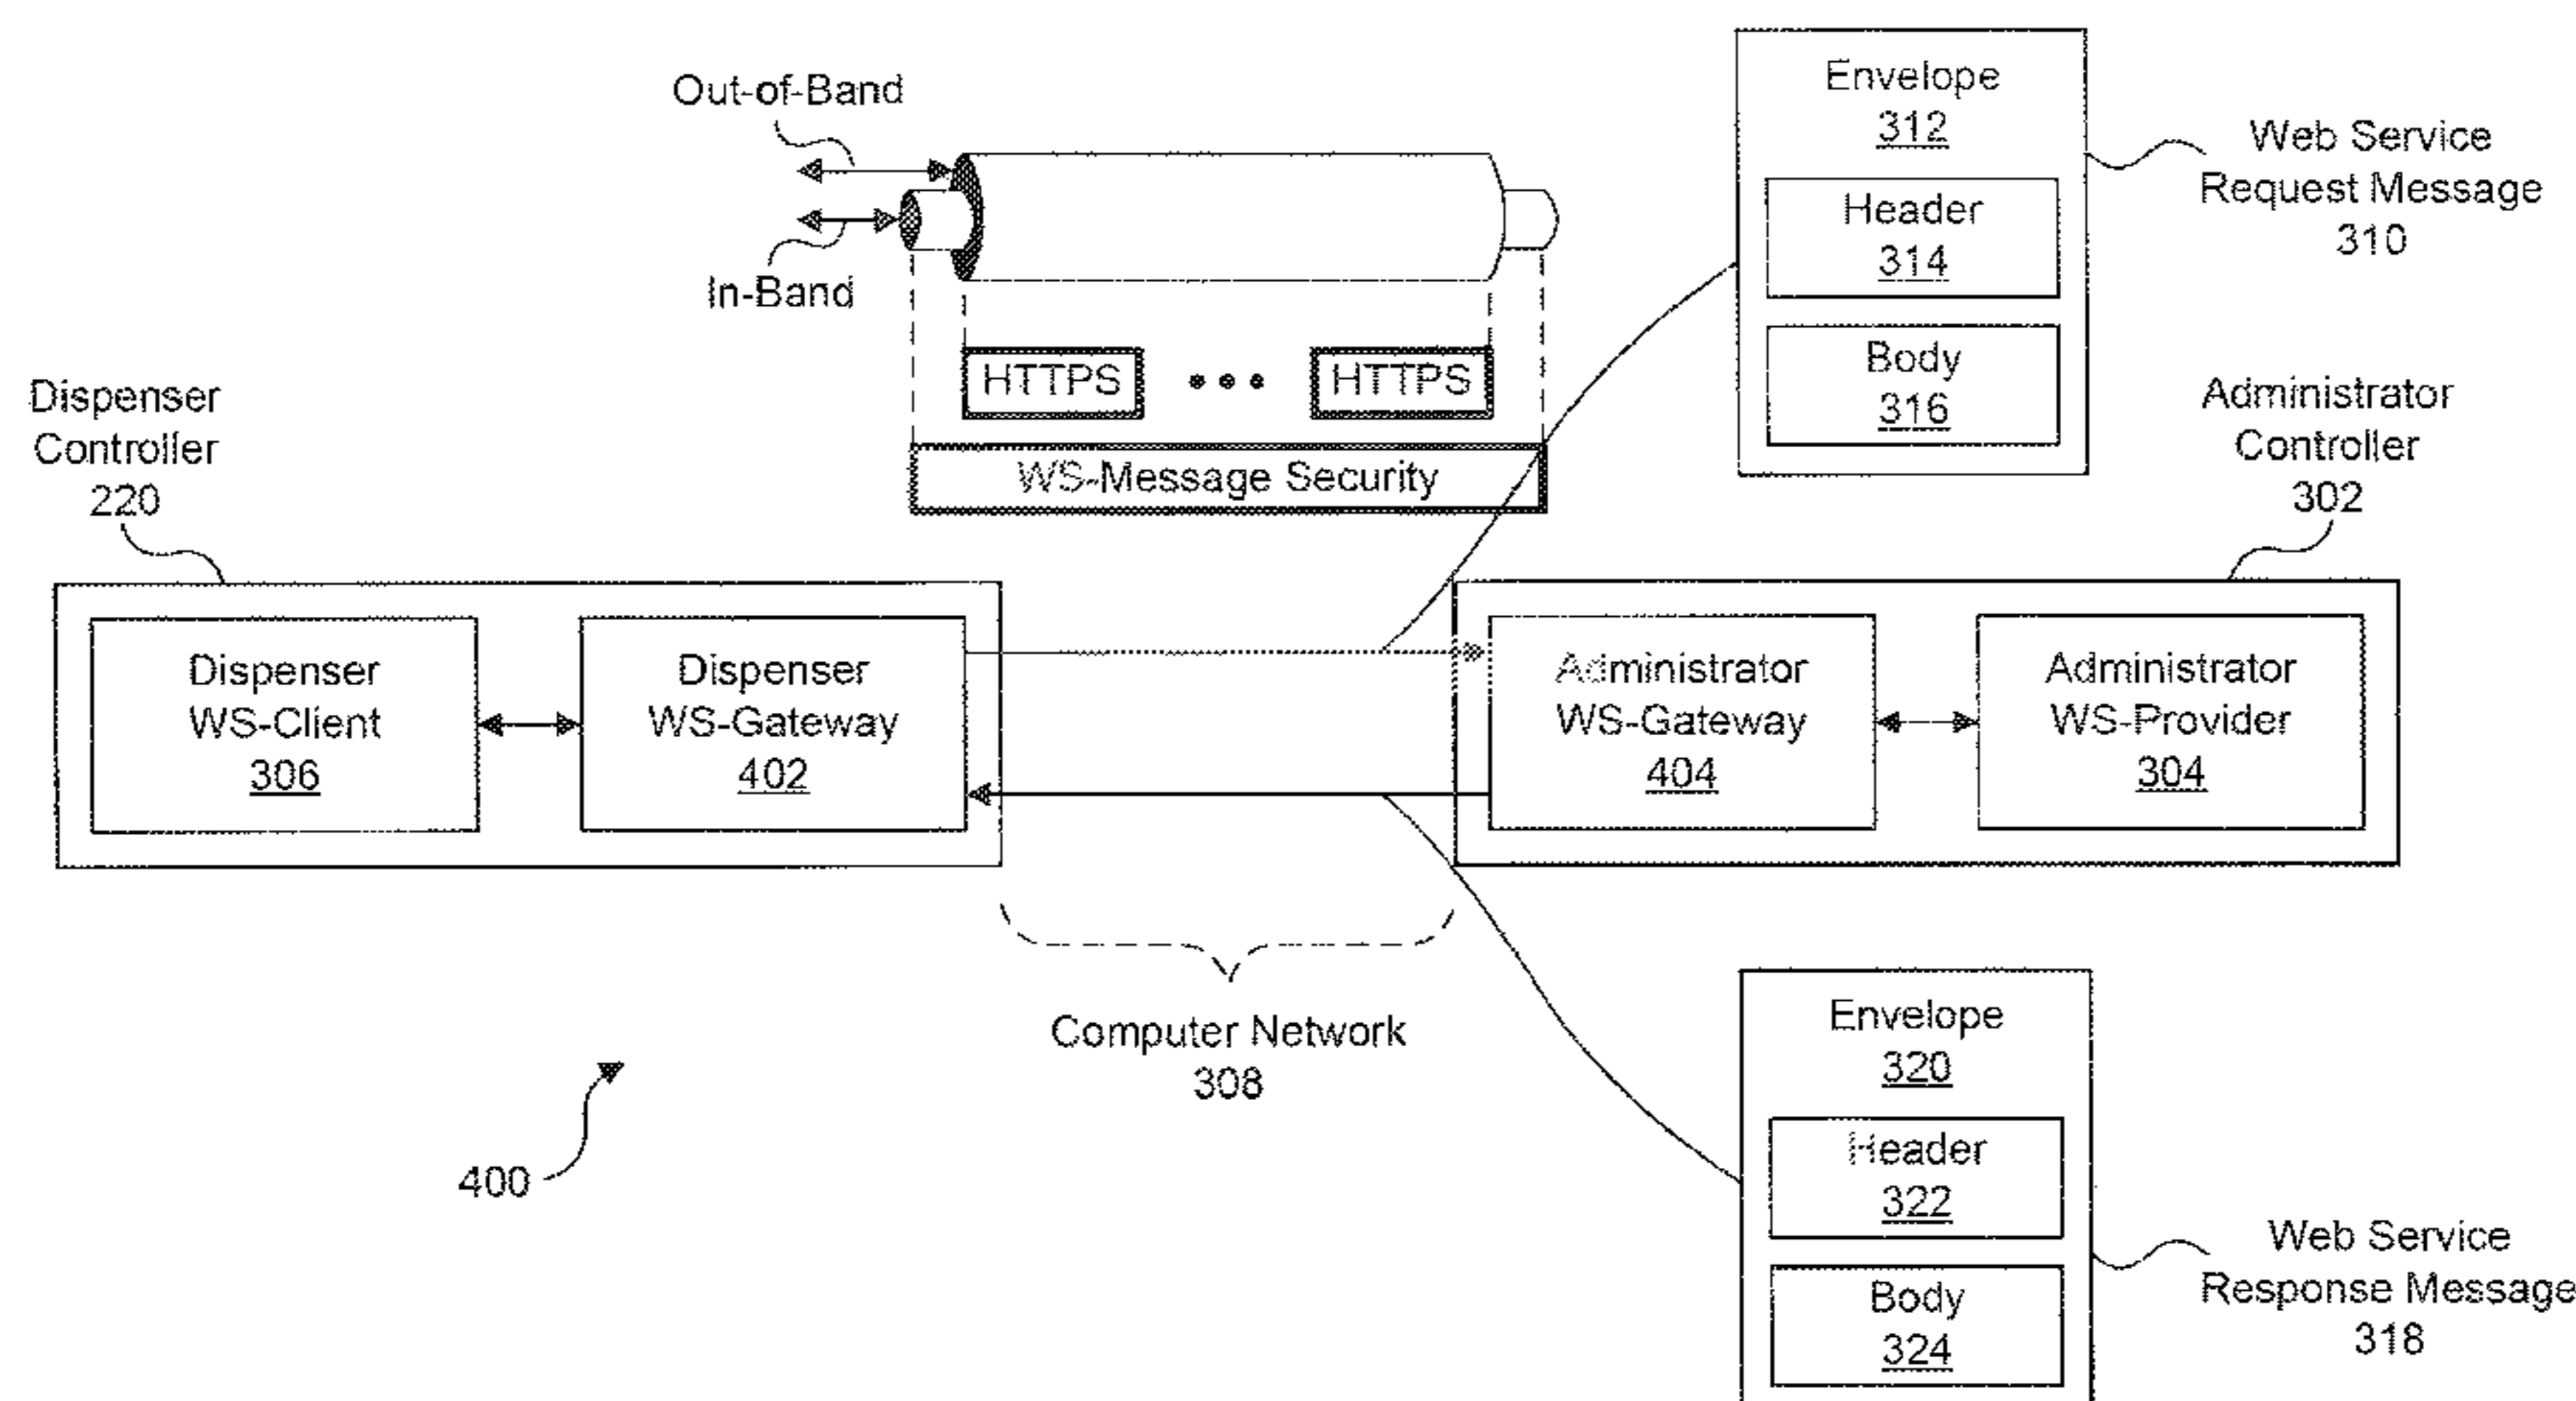 Out-of-Band
In-Band
HTTPS
HTTPS
WS-Message Security
Envelope
312
Header
314
Body
316
Web Service
Request Message
310
Dispenser
Controller
220
Administrator
Controller
302
Dispenser
WS-Client
306
Dispenser
WS-Gateway
402
Administrator
WS-Gateway
404
Administrator
WS-Provider
304
Computer Network
308
400
Envelope
320
Header
322
Body
324
Web Service
Response Message
318